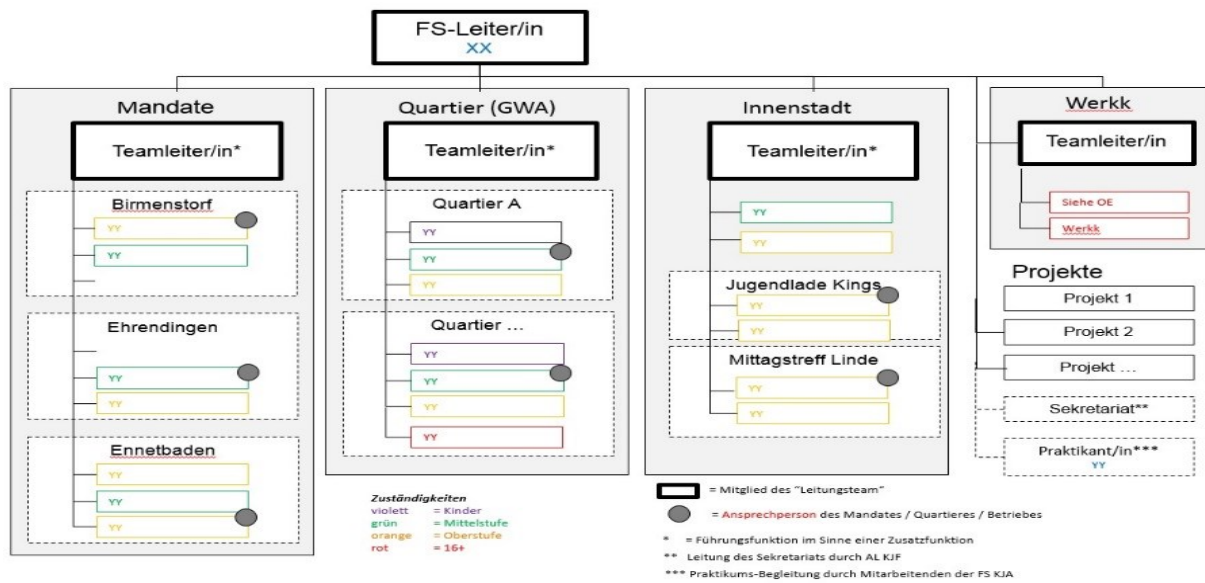 FS-Leiter/in
XX
Mandate
Teamleiter/in*
Birmenstorf
YY
YY
Ehrendingen
YY
YY
Ennetbaden
YY
YY
YY
Quartier (GWA)
Teamleiter/in*
Quartier A
YY
YY
YY
Quartier ...
YY
YY
YY
YY
Innenstadt
Teamleiter/in*
YY
YY
Jugendlade Kings
YY
YY
Mittagstreff Linde
YY
YY
Werkk
Teamleiter/in
Siehe OE
Werkk
Projekte
Projekt 1
Projekt 2
Projekt ...
Sekretariat**
Praktikant/in***
YY
Zuständigkeiten
violett = Kinder
grün = Mittelstufe
orange = Oberstufe
rot = 16+
= Mitglied des "Leitungsteam"
= Ansprechperson des Mandates / Quartieres / Betriebes
* = Führungsfunktion im Sinne einer Zusatzfunktion
** Leitung des Sekretariats durch AL KJF
*** Praktikums-Begleitung durch Mitarbeitenden der FS KJA